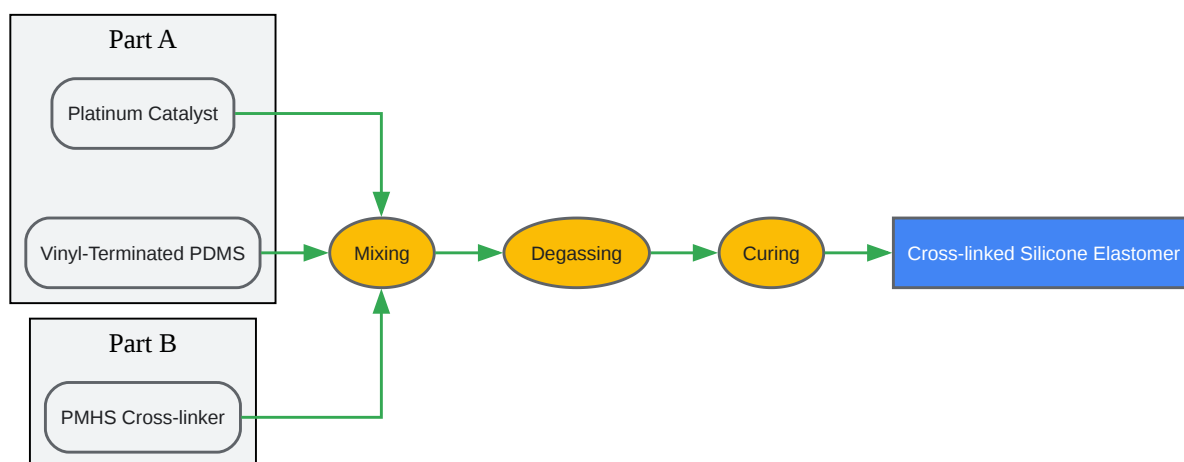 Part A
Platinum Catalyst
Vinyl-Terminated PDMS
Mixing
Degassing
Curing
Cross-linked Silicone Elastomer
Part B
PMHS Cross-linker